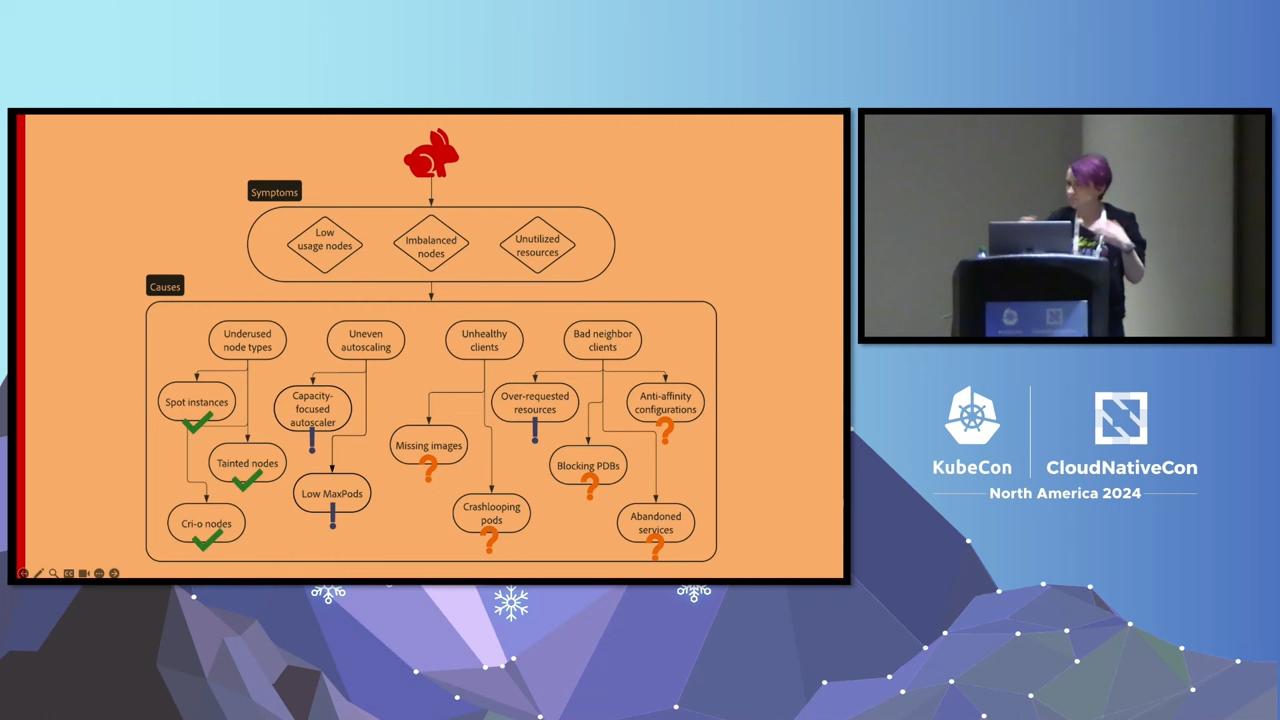 Symptoms
Low
usage nodes
Imbalanced
nodes
Unutilized
resources
Causes
Underused
node types
Uneven
autoscaling
Unhealthy
clients
Bad neighbor
clients
Spot instances
Capacity-
focused
autoscaler
!
Over-requested
resources
!
Anti-affinity
configurations
?
Missing images
?
Tainted nodes
Blocking PDBs
?
Low MaxPods
!
Crashlooping
pods
?
Cri-o nodes
Abandoned
services
?
KubeCon
CloudNativeCon
North America 2024